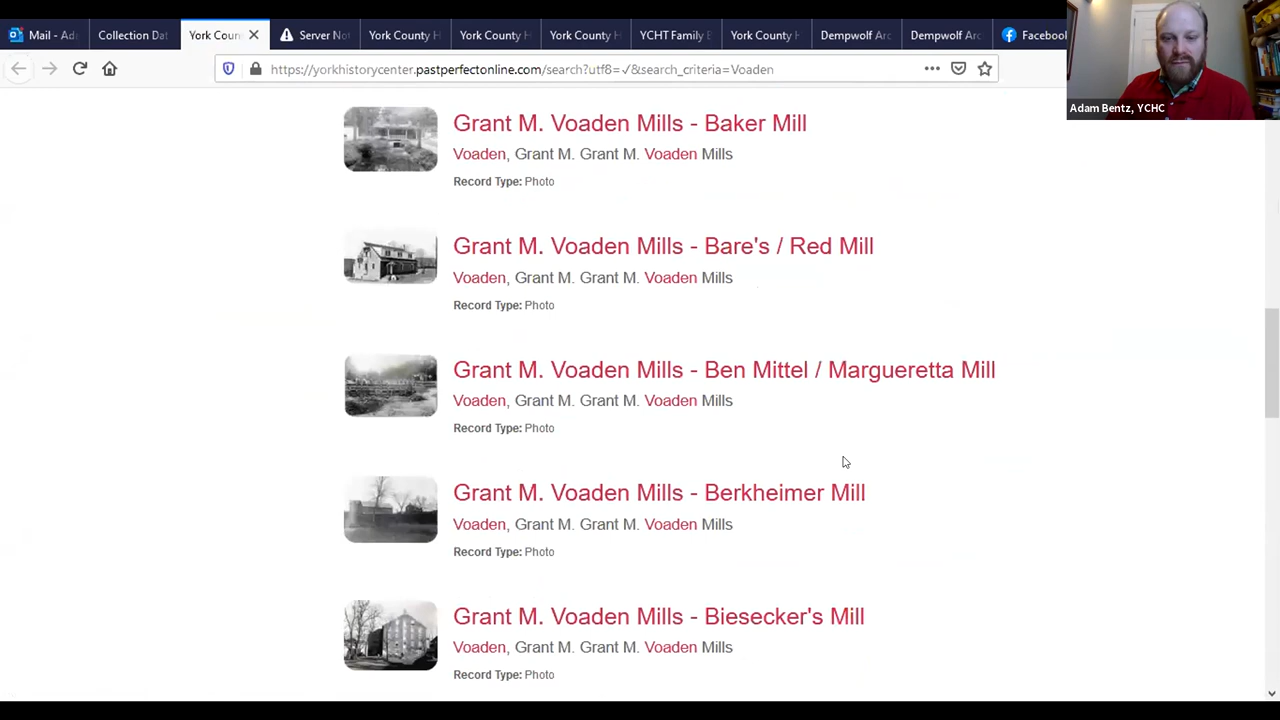 Mail - Ad
Collection Dat
York Coun
Server Not
York County H
York County H
York County H
YCHT Family B
York County H
Dempwolf Arc
Dempwolf Arc
Facebook
https://yorkhistorycenter.pastperfectonline.com/search?utf8=✓&search_criteria=Voaden
Adam Bentz, YCHC
Grant M. Voaden Mills - Baker Mill
Voaden, Grant M. Grant M. Voaden Mills
Record Type: Photo
Grant M. Voaden Mills - Bare's / Red Mill
Voaden, Grant M. Grant M. Voaden Mills
Record Type: Photo
Grant M. Voaden Mills - Ben Mittel / Margueretta Mill
Voaden, Grant M. Grant M. Voaden Mills
Record Type: Photo
Grant M. Voaden Mills - Berkheimer Mill
Voaden, Grant M. Grant M. Voaden Mills
Record Type: Photo
Grant M. Voaden Mills - Biesecker's Mill
Voaden, Grant M. Grant M. Voaden Mills
Record Type: Photo